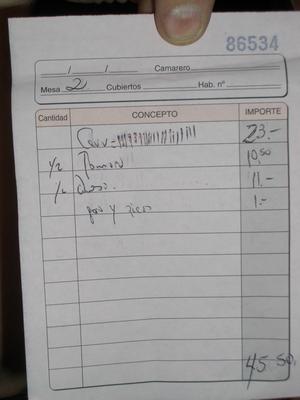 86534
/ / Camarero
Mesa 2 Cubiertos Hab. nº
Cantidad CONCEPTO IMPORTE
23.-
1/2 10,50
1/2 11.-
pan y 1.-
45 50